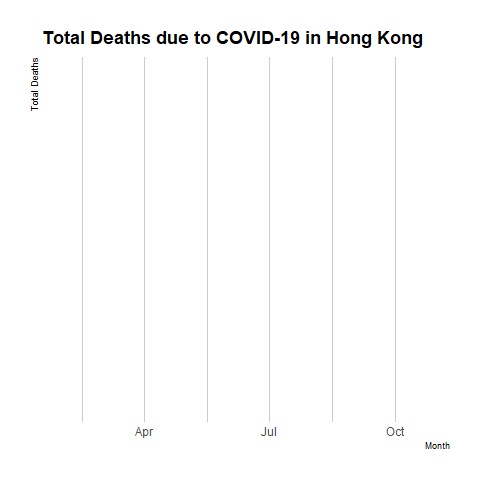 Total Deaths due to COVID-19 in Hong Kong
Total Deaths
Apr
Jul
Oct
Month